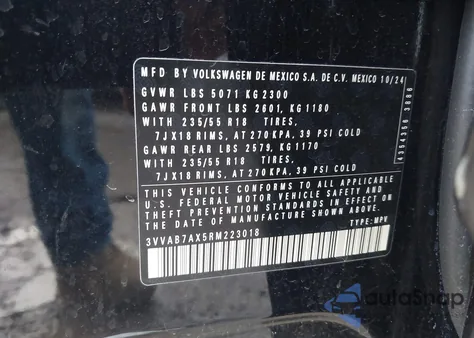 MFD BY VOLKSWAGEN DE MEXICO S.A. DE C.V. MEXICO 10/24
GVWR LBS 5071 KG 2300
GAWR FRONT LBS 2601, KG 1180
WITH 235/55 R18 TIRES,
7JX18 RIMS, AT 270 KPA, 39 PSI COLD
GAWR REAR LBS 2579, KG 1170
WITH 235/55 R18 TIRES,
7JX18 RIMS, AT 270 KPA, 39 PSI COLD
THIS VEHICLE CONFORMS TO ALL APPLICABLE
U.S. FEDERAL MOTOR VEHICLE SAFETY AND
THEFT PREVENTION STANDARDS IN EFFECT ON
THE DATE OF MANUFACTURE SHOWN ABOVE.
3VVAB7AX5RM223018 TYPE: MPV
autoSnap